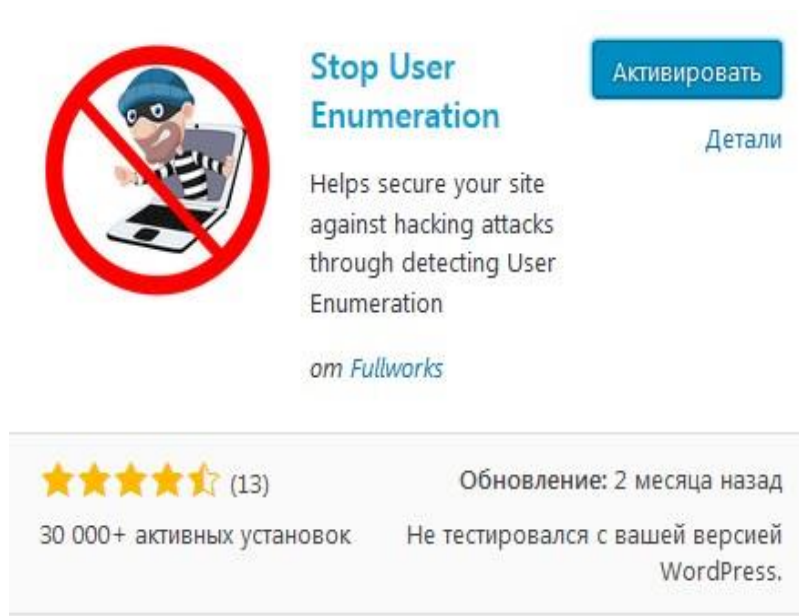 Stop User
Enumeration
Активировать
Детали
Helps secure your site
against hacking attacks
through detecting User
Enumeration
от Fullworks
(13)
Обновление: 2 месяца назад
30 000+ активных установок
Не тестировался с вашей версией
WordPress.